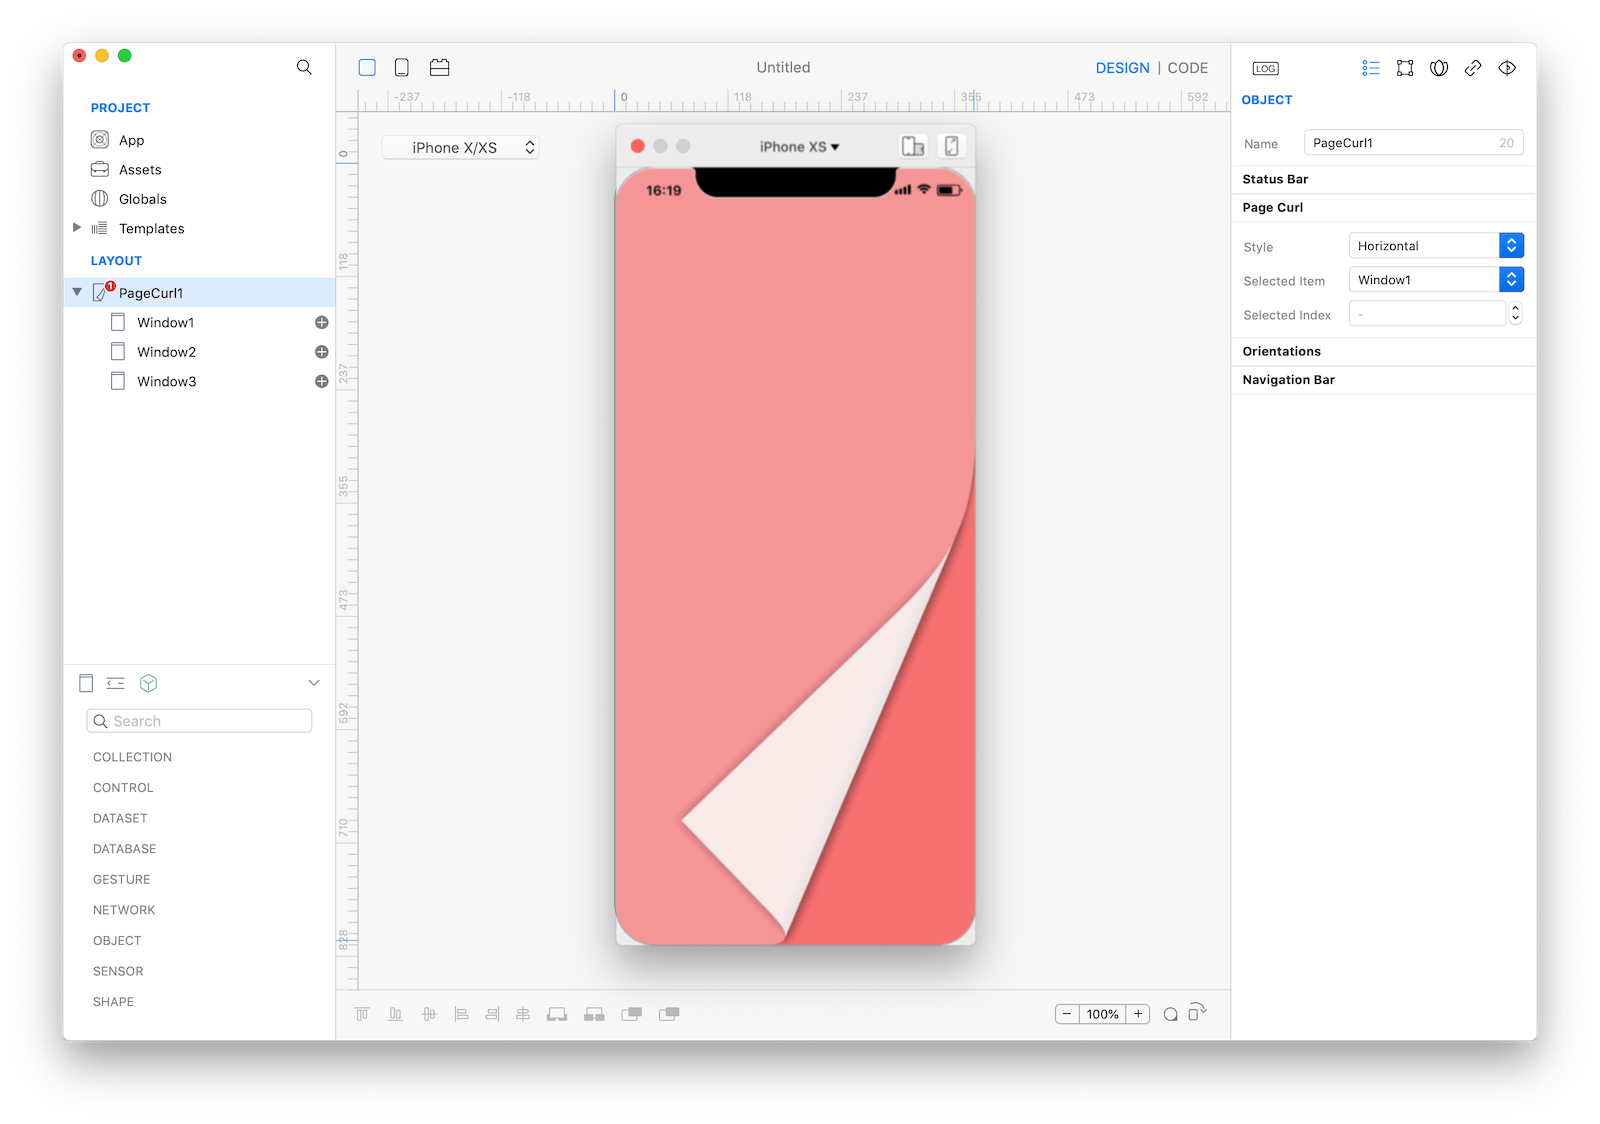 Untitled
DESIGN | CODE
LOG
PROJECT
App
Assets
Globals
Templates
LAYOUT
1
PageCurl1
Window1
Window2
Window3
Search
COLLECTION
CONTROL
DATASET
DATABASE
GESTURE
NETWORK
OBJECT
SENSOR
SHAPE
-237 -118 0 118 237 355 473 592
0
118
237
355
473
592
710
828
iPhone X/XS
iPhone XS
16:19
100%
OBJECT
Name PageCurl1 20
Status Bar
Page Curl
Style Horizontal
Selected Item Window1
Selected Index -
Orientations
Navigation Bar